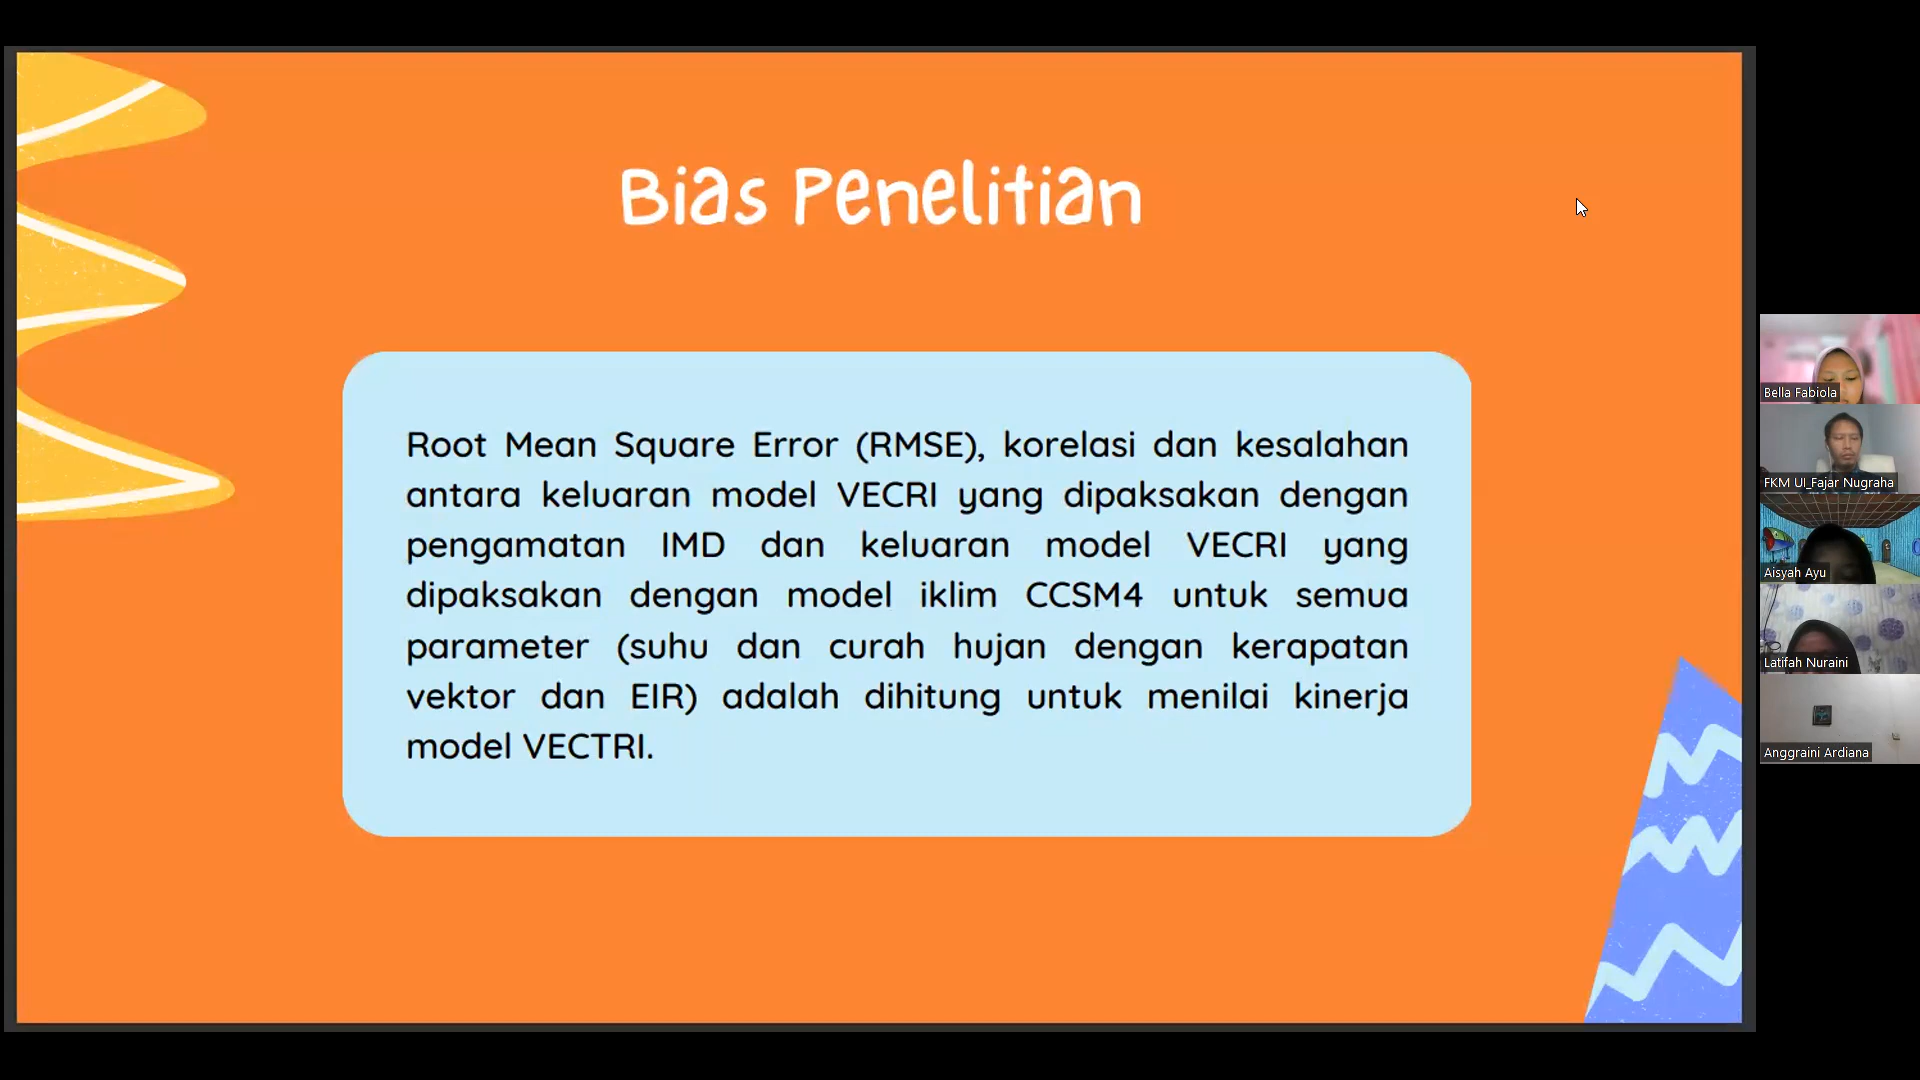 Bias Penelitian
Root Mean Square Error (RMSE), korelasi dan kesalahan
antara keluaran model VECRI yang dipaksakan dengan
pengamatan IMD dan keluaran model VECRI yang
dipaksakan dengan model iklim CCSM4 untuk semua
parameter (suhu dan curah hujan dengan kerapatan
vektor dan EIR) adalah dihitung untuk menilai kinerja
model VECTRI.
Bella Fabiola
FKM UI_Fajar Nugraha
Aisyah Ayu
Latifah Nuraini
Anggraini Ardiana